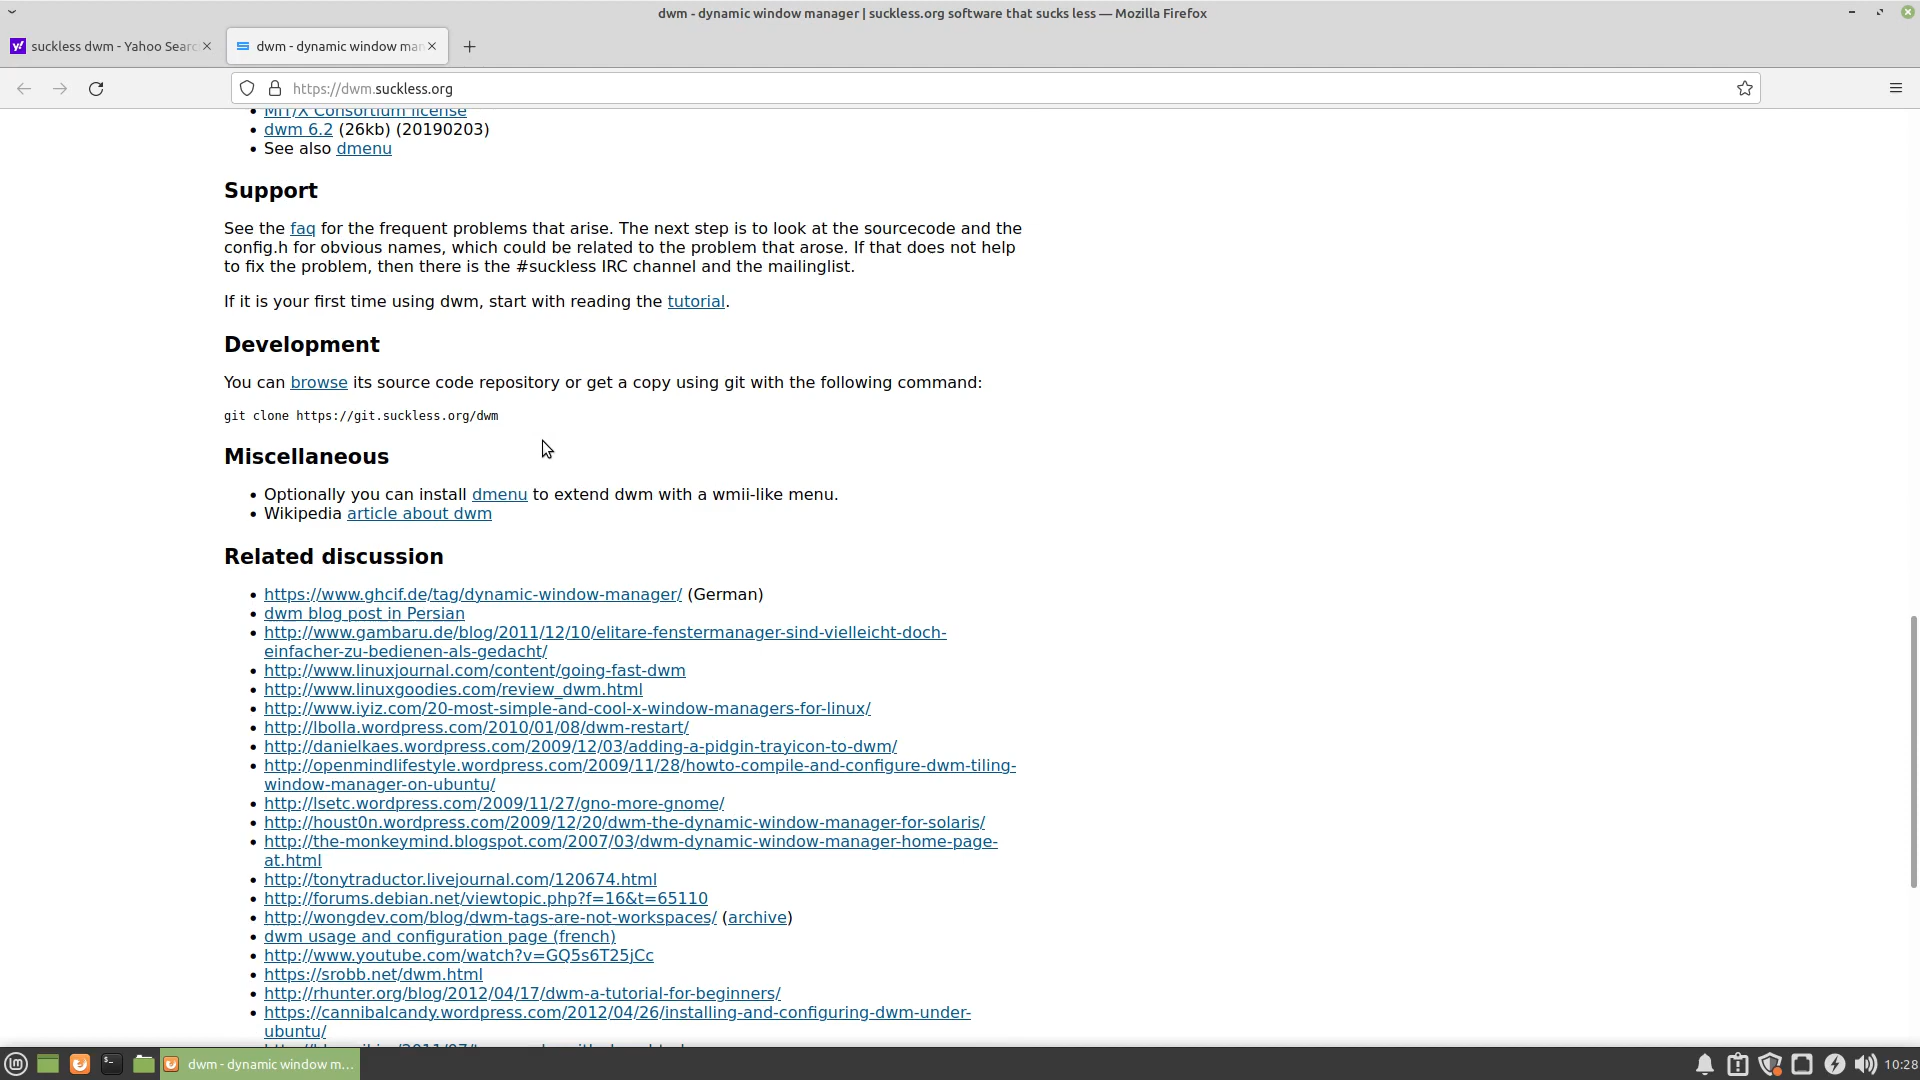 dwm - dynamic window manager | suckless.org software that sucks less — Mozilla Firefox
suckless dwm - Yahoo Searc
dwm - dynamic window man
https://dwm.suckless.org
MIT/X Consortium license
dwm 6.2 (26kb) (20190203)
See also dmenu
Support
See the faq for the frequent problems that arise. The next step is to look at the sourcecode and the
config.h for obvious names, which could be related to the problem that arose. If that does not help
to fix the problem, then there is the #suckless IRC channel and the mailinglist.
If it is your first time using dwm, start with reading the tutorial.
Development
You can browse its source code repository or get a copy using git with the following command:
git clone https://git.suckless.org/dwm
Miscellaneous
Optionally you can install dmenu to extend dwm with a wmii-like menu.
Wikipedia article about dwm
Related discussion
https://www.ghcif.de/tag/dynamic-window-manager/ (German)
dwm blog post in Persian
http://www.gambaru.de/blog/2011/12/10/elitare-fenstermanager-sind-vielleicht-doch-
einfacher-zu-bedienen-als-gedacht/
http://www.linuxjournal.com/content/going-fast-dwm
http://www.linuxgoodies.com/review_dwm.html
http://www.iyiz.com/20-most-simple-and-cool-x-window-managers-for-linux/
http://lbolla.wordpress.com/2010/01/08/dwm-restart/
http://danielkaes.wordpress.com/2009/12/03/adding-a-pidgin-trayicon-to-dwm/
http://openmindlifestyle.wordpress.com/2009/11/28/howto-compile-and-configure-dwm-tiling-
window-manager-on-ubuntu/
http://lsetc.wordpress.com/2009/11/27/gno-more-gnome/
http://houst0n.wordpress.com/2009/12/20/dwm-the-dynamic-window-manager-for-solaris/
http://the-monkeymind.blogspot.com/2007/03/dwm-dynamic-window-manager-home-page-
at.html
http://tonytraductor.livejournal.com/120674.html
http://forums.debian.net/viewtopic.php?f=16&t=65110
http://wongdev.com/blog/dwm-tags-are-not-workspaces/ (archive)
dwm usage and configuration page (french)
http://www.youtube.com/watch?v=GQ5s6T25jCc
https://srobb.net/dwm.html
http://rhunter.org/blog/2012/04/17/dwm-a-tutorial-for-beginners/
https://cannibalcandy.wordpress.com/2012/04/26/installing-and-configuring-dwm-under-
ubuntu/
dwm - dynamic window m...
10:28